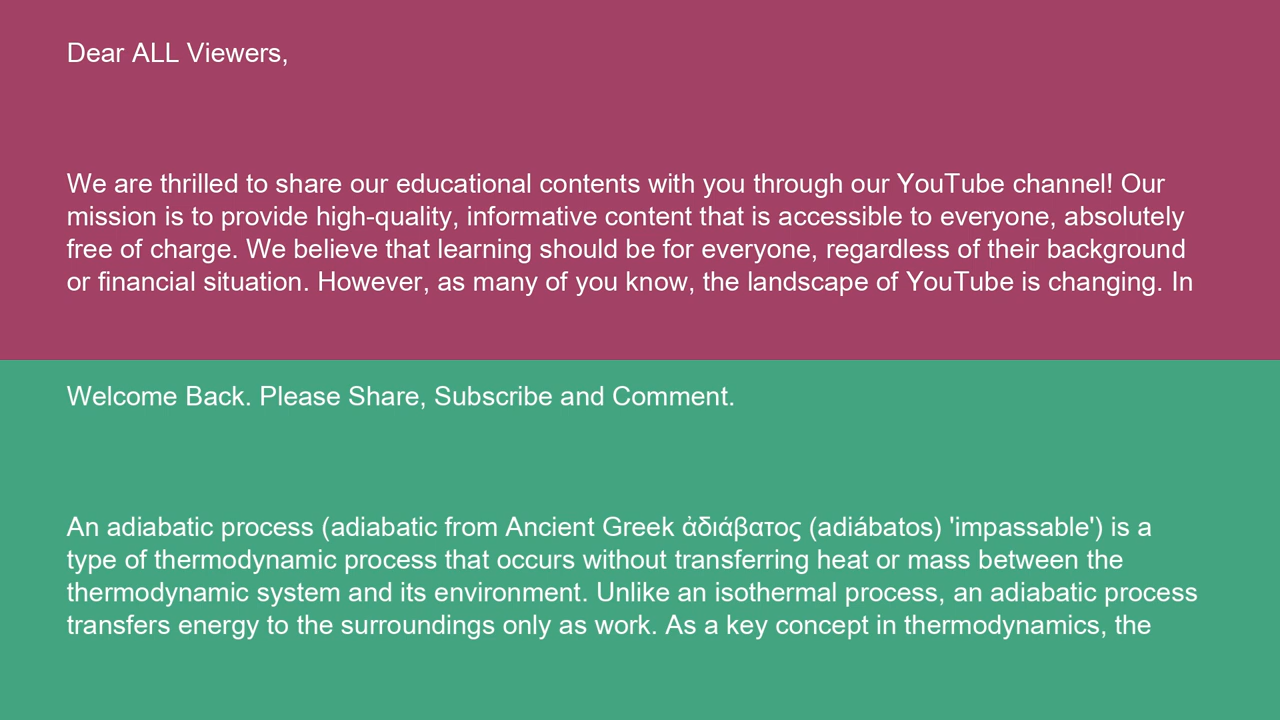 Dear ALL Viewers,
We are thrilled to share our educational contents with you through our YouTube channel! Our
mission is to provide high-quality, informative content that is accessible to everyone, absolutely
free of charge. We believe that learning should be for everyone, regardless of their background
or financial situation. However, as many of you know, the landscape of YouTube is changing. In
Welcome Back. Please Share, Subscribe and Comment.
An adiabatic process (adiabatic from Ancient Greek ἀδιάβατος (adiábatos) 'impassable') is a
type of thermodynamic process that occurs without transferring heat or mass between the
thermodynamic system and its environment. Unlike an isothermal process, an adiabatic process
transfers energy to the surroundings only as work. As a key concept in thermodynamics, the